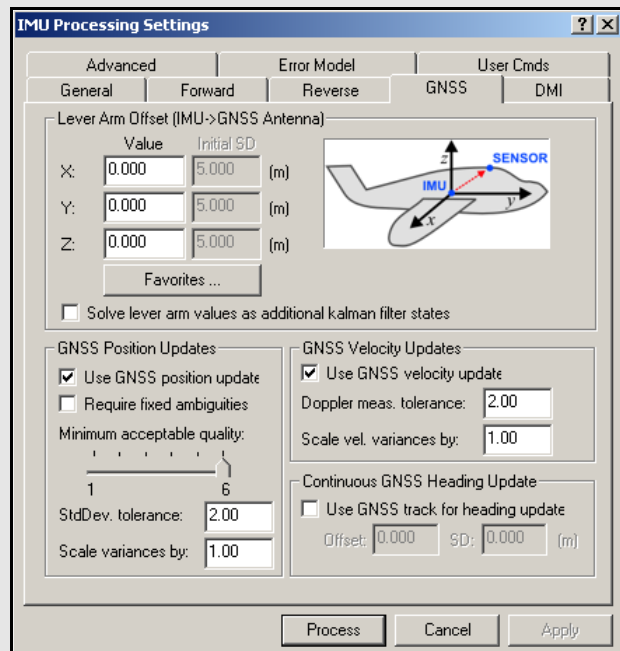 IMU Processing Settings
Advanced Error Model User Cmds
General Forward Reverse GNSS DMI
Lever Arm Offset (IMU->GNSS Antenna)
Value Initial SD
X: 0.000 5.000 (m)
Y: 0.000 5.000 (m)
Z: 0.000 5.000 (m)
z SENSOR
IMU
x y
Favorites ...
Solve lever arm values as additional kalman filter states
GNSS Position Updates
Use GNSS position update
Require fixed ambiguities
Minimum acceptable quality:
1 6
StdDev. tolerance: 2.00
Scale variances by: 1.00
GNSS Velocity Updates
Use GNSS velocity update
Doppler meas. tolerance: 2.00
Scale vel. variances by: 1.00
Continuous GNSS Heading Update
Use GNSS track for heading update
Offset: 0.000 SD: 0.000 (m)
Process Cancel Apply